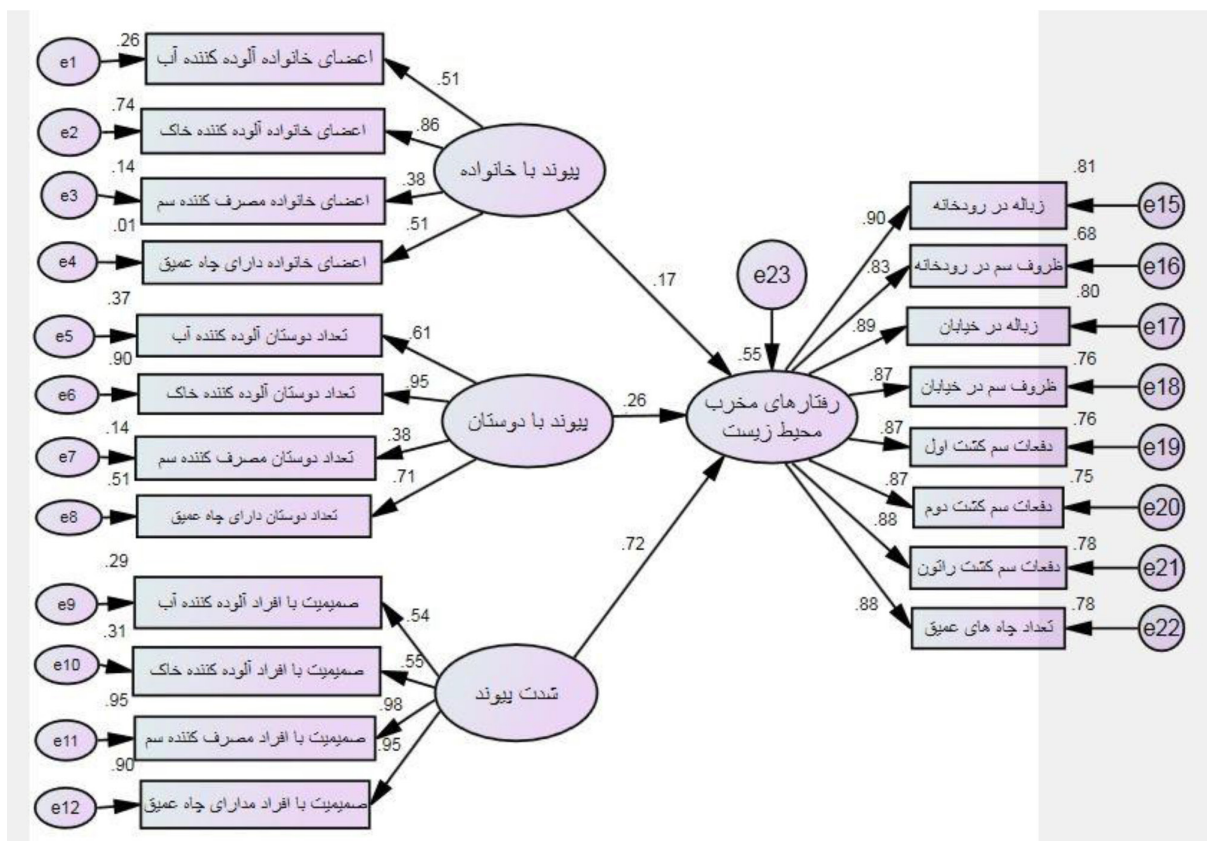 .26
e1
اعضای خانواده آلوده کننده آب
.51
.74
e2
اعضای خانواده آلوده کننده خاک
.86
.14
e3
اعضای خانواده مصرف کننده سم
.38
.01
e4
اعضای خانواده دارای چاه عمیق
.51
پیوند با خانواده
.17
.37
e5
تعداد دوستان آلوده کننده آب
.61
.90
e6
تعداد دوستان آلوده کننده خاک
.95
.14
e7
تعداد دوستان مصرف کننده سم
.38
.51
e8
تعداد دوستان دارای چاه عمیق
.71
پیوند با دوستان
.26
.29
e9
صمیمیت با افراد آلوده کننده آب
.54
.31
e10
صمیمیت با افراد آلوده کننده خاک
.55
.95
e11
صمیمیت با افراد مصرف کننده سم
.98
.90
e12
صمیمیت با افراد مدارای چاه عمیق
.95
شدت پیوند
.72
e23
.55
رفتارهای مخرب
محیط زیست
.90
زباله در رودخانه
.81
e15
.83
ظروف سم در رودخانه
.68
e16
.89
زباله در خیابان
.80
e17
.87
ظروف سم در خیابان
.76
e18
.87
دفعات سم کشت اول
.76
e19
.87
دفعات سم کشت دوم
.75
e20
.88
دفعات سم کشت راتون
.78
e21
.88
تعداد چاه های عمیق
.78
e22